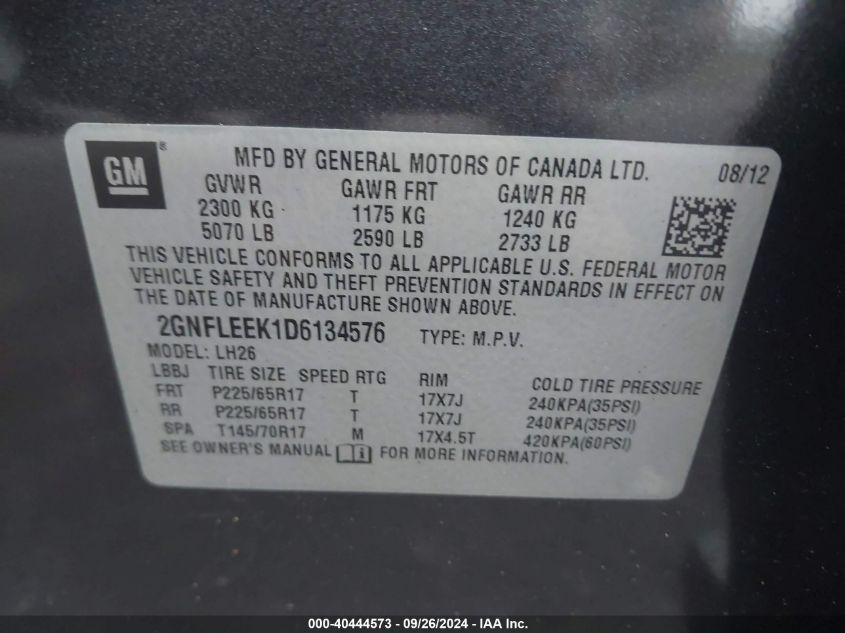 GM ®
MFD BY GENERAL MOTORS OF CANADA LTD. 08/12
GVWR GAWR FRT GAWR RR
2300 KG 1175 KG 1240 KG
5070 LB 2590 LB 2733 LB
THIS VEHICLE CONFORMS TO ALL APPLICABLE U.S. FEDERAL MOTOR
VEHICLE SAFETY AND THEFT PREVENTION STANDARDS IN EFFECT ON
THE DATE OF MANUFACTURE SHOWN ABOVE.
2GNFLEEK1D6134576 TYPE: M.P.V.
MODEL: LH26
LBBJ TIRE SIZE SPEED RTG RIM COLD TIRE PRESSURE
FRT P225/65R17 T 17X7J 240KPA(35PSI)
RR P225/65R17 T 17X7J 240KPA(35PSI)
SPA T145/70R17 M 17X4.5T 420KPA(60PSI)
SEE OWNER'S MANUAL FOR MORE INFORMATION.
000-40444573 - 09/26/2024 - IAA Inc.